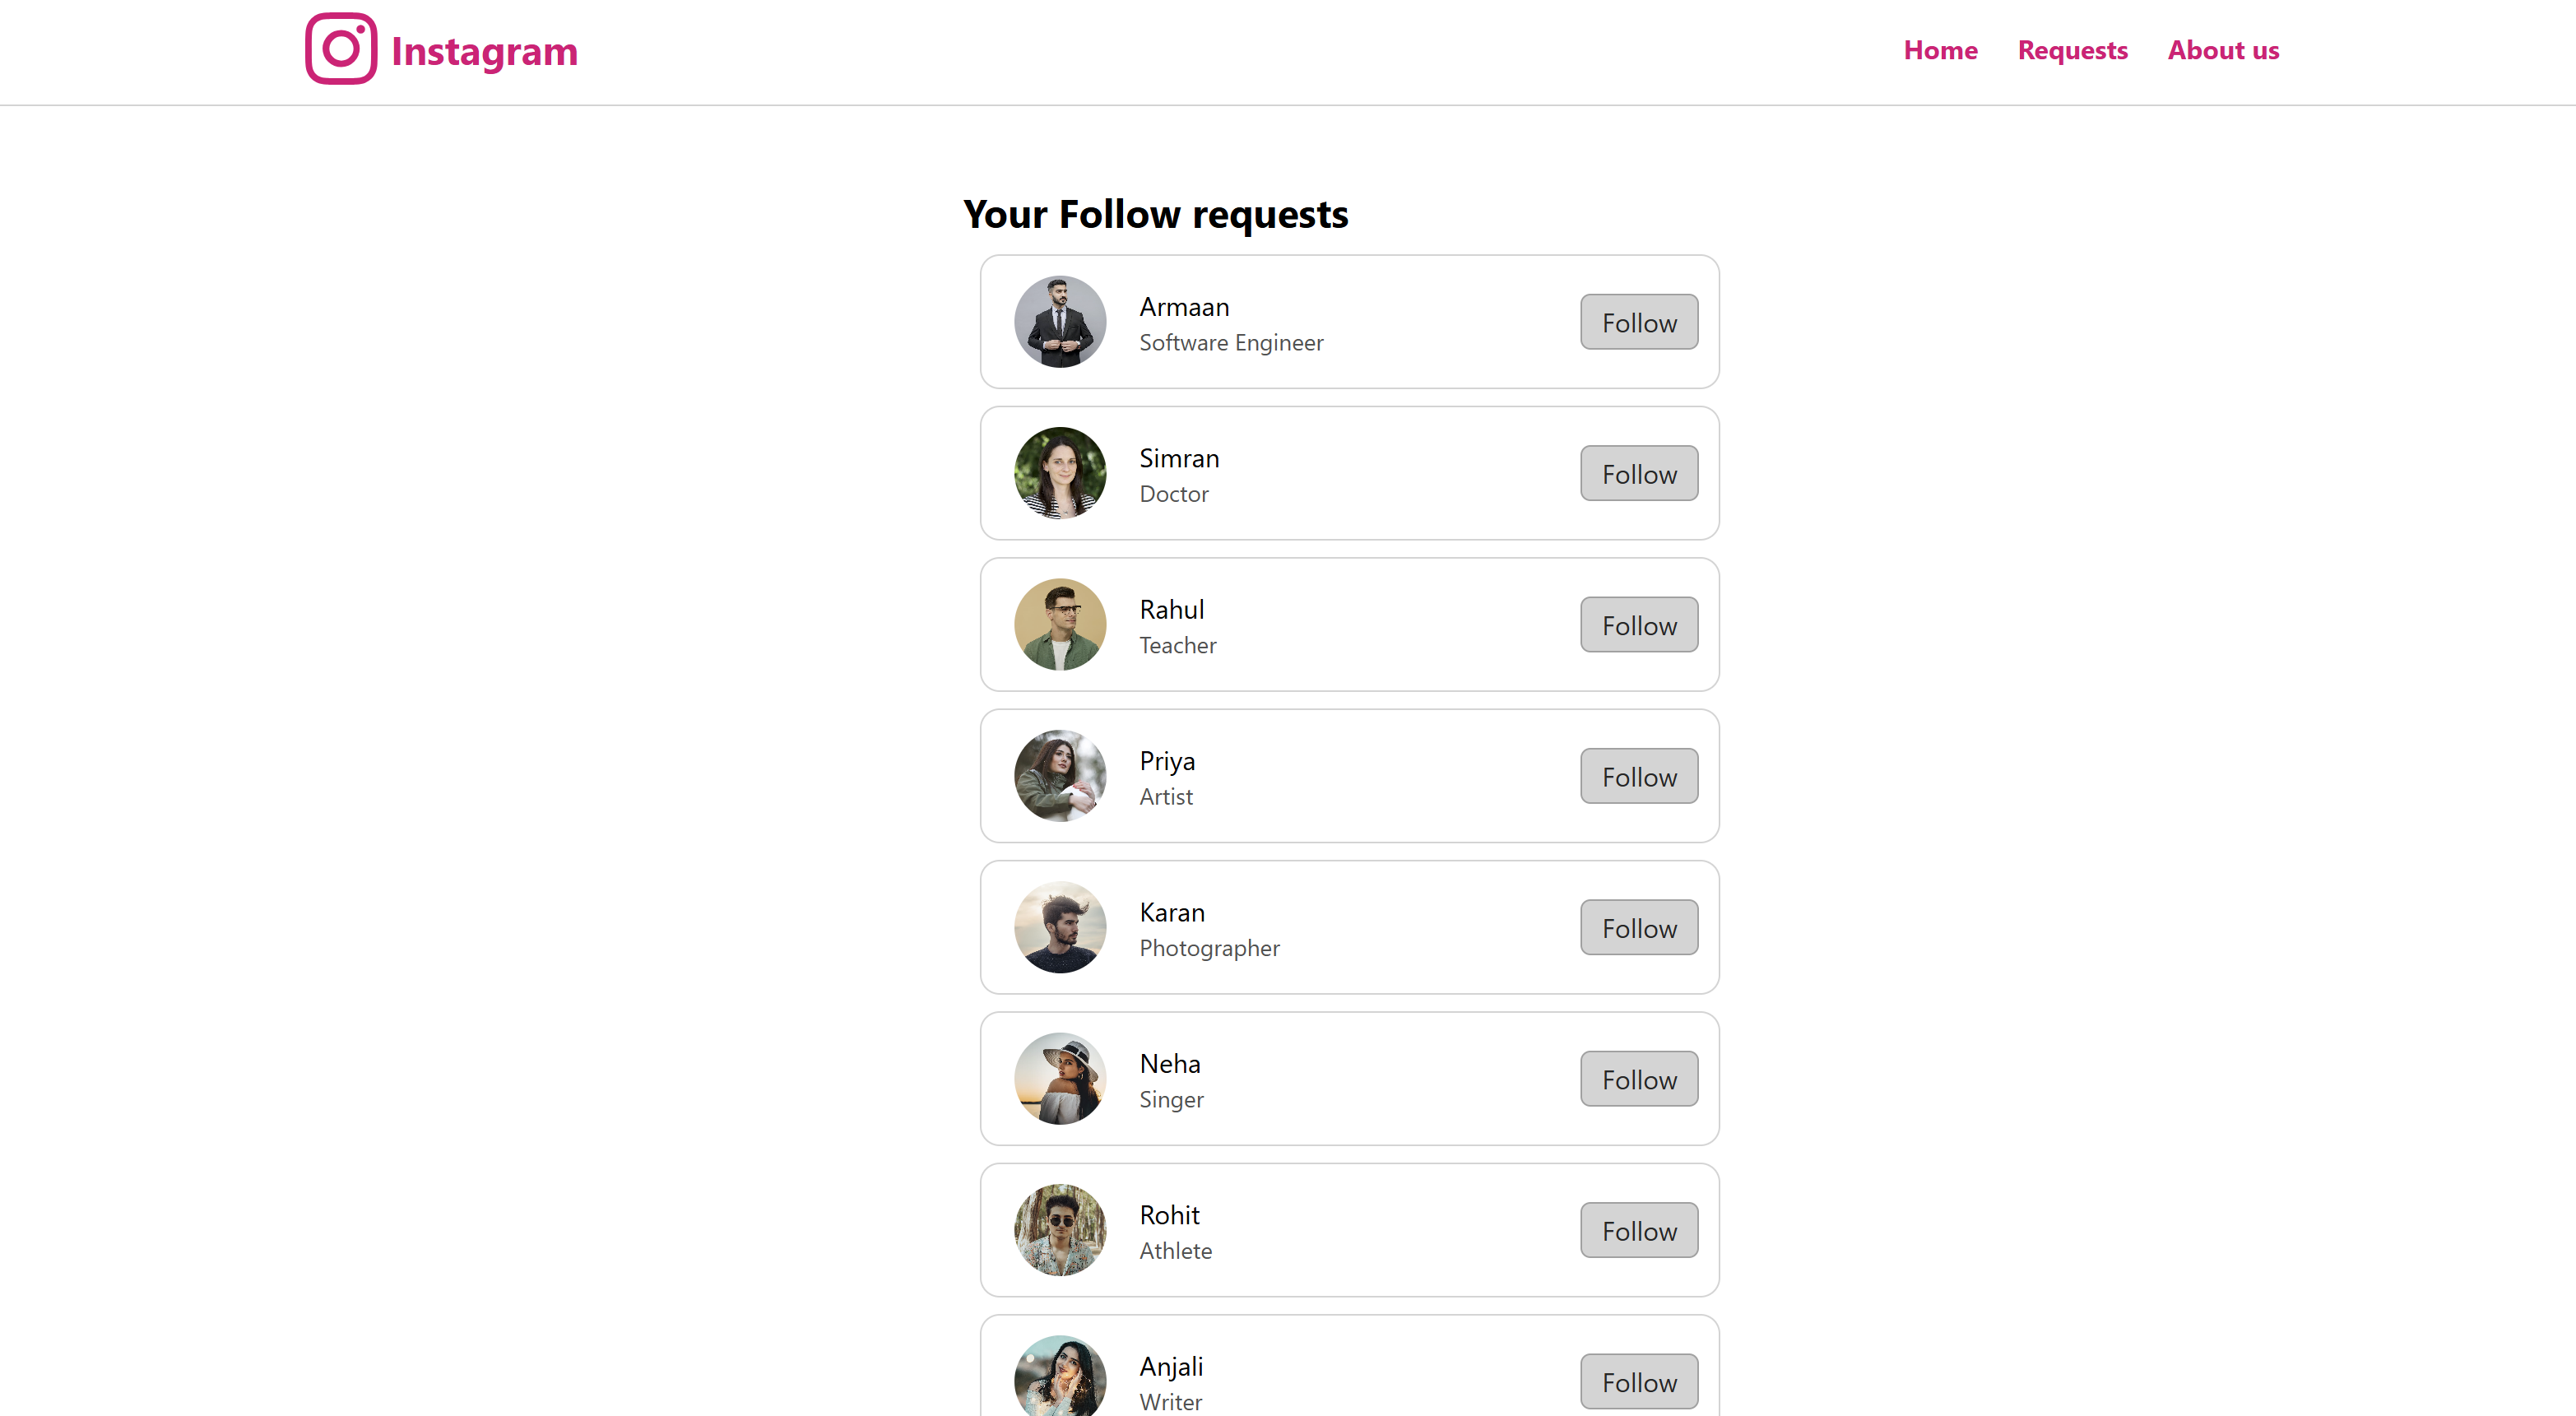 Instagram
Home Requests About us
Your Follow requests
Armaan
Software Engineer
Follow
Simran
Doctor
Follow
Rahul
Teacher
Follow
Priya
Artist
Follow
Karan
Photographer
Follow
Neha
Singer
Follow
Rohit
Athlete
Follow
Anjali
Writer
Follow